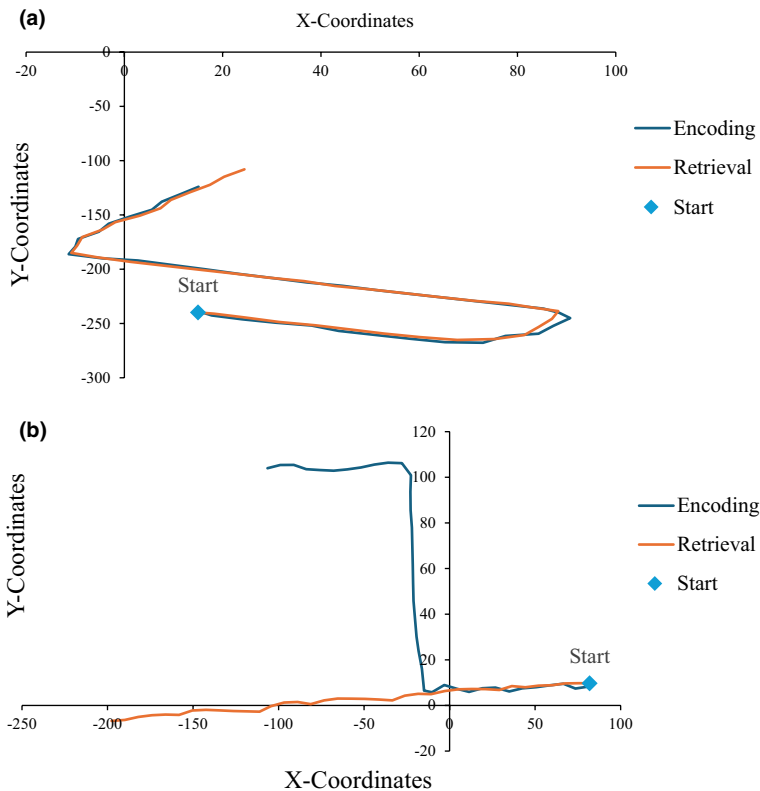 (a)
X-Coordinates
-20 0 20 40 60 80 100
0
-50
-100
-150
-200
-250
-300
Y-Coordinates
Start
Encoding
Retrieval
Start
(b)
120
100
80
60
40
20
0
-20
Y-Coordinates
Start
-250 -200 -150 -100 -50 0 50 100
X-Coordinates
Encoding
Retrieval
Start